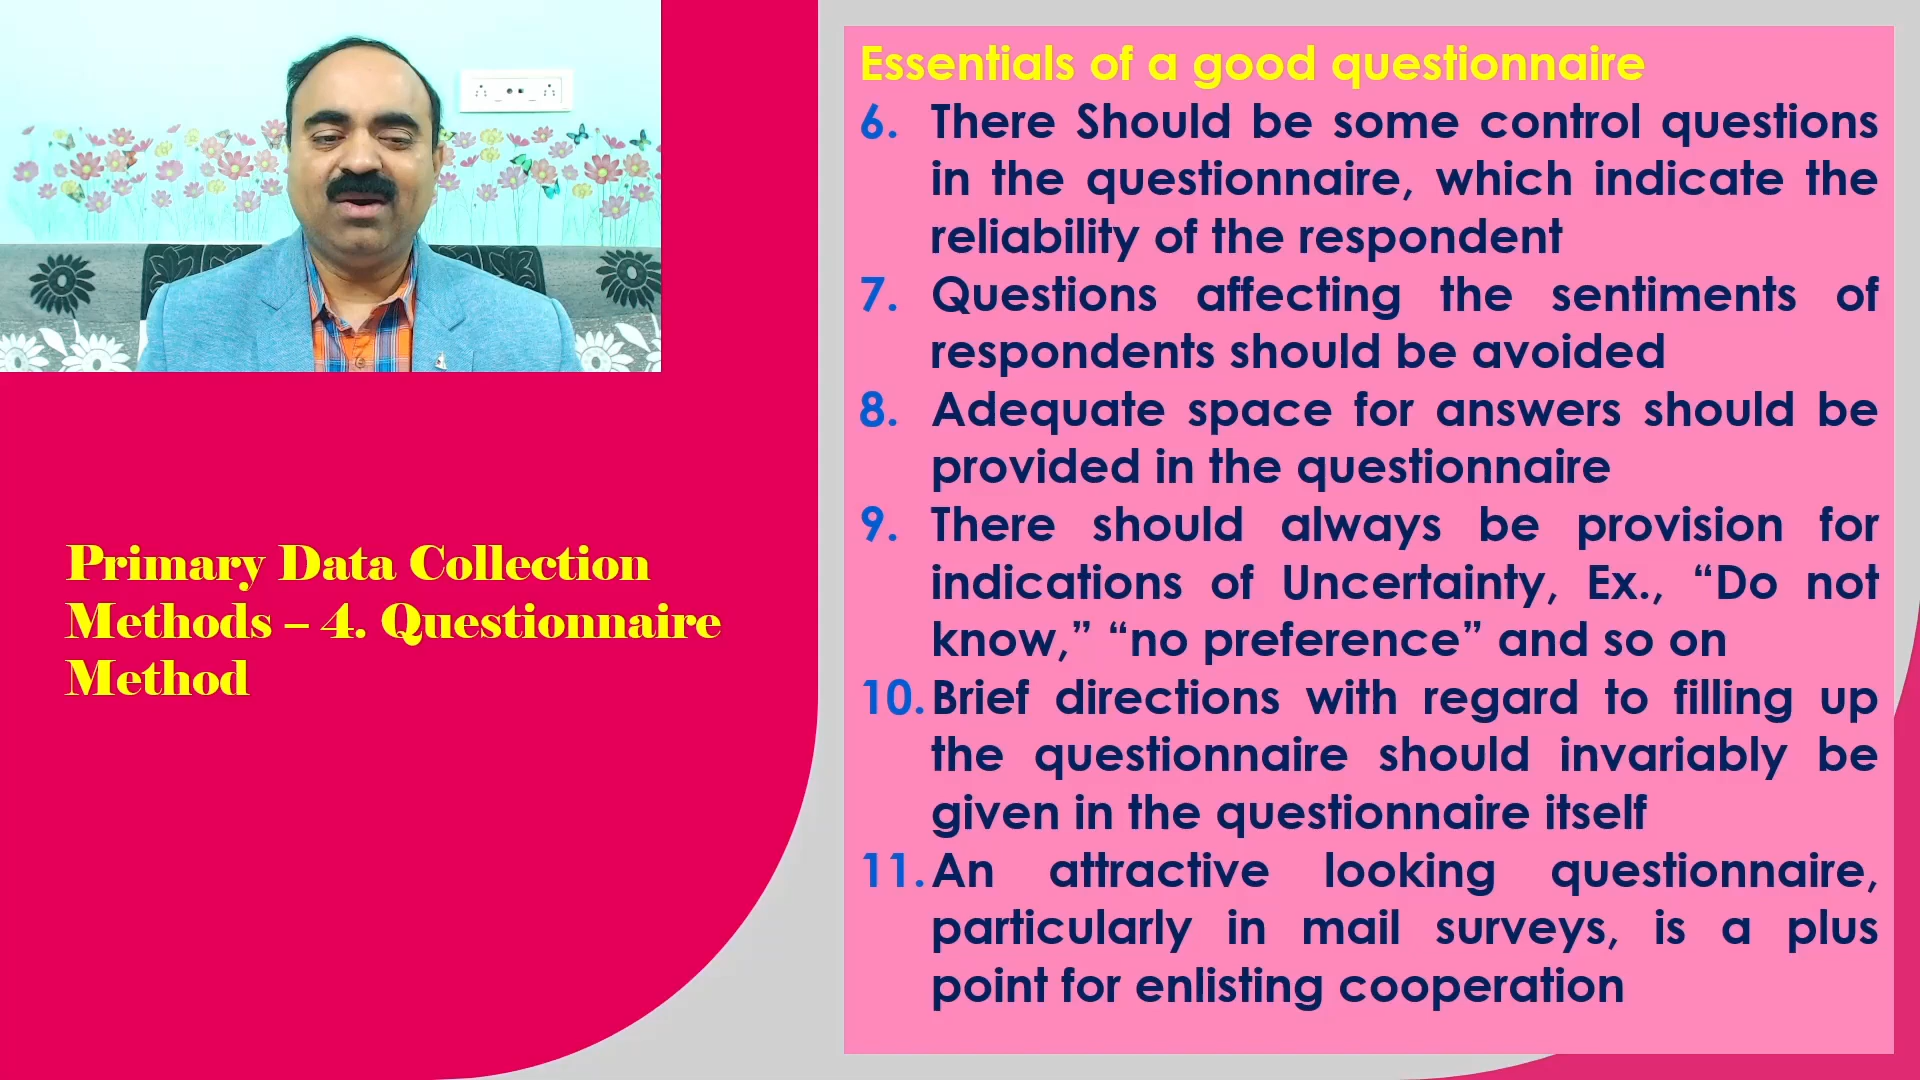 Primary Data Collection
Methods – 4. Questionnaire
Method
Essentials of a good questionnaire
6. There Should be some control questions
in the questionnaire, which indicate the
reliability of the respondent
7. Questions affecting the sentiments of
respondents should be avoided
8. Adequate space for answers should be
provided in the questionnaire
9. There should always be provision for
indications of Uncertainty, Ex., “Do not
know,” “no preference” and so on
10. Brief directions with regard to filling up
the questionnaire should invariably be
given in the questionnaire itself
11. An attractive looking questionnaire,
particularly in mail surveys, is a plus
point for enlisting cooperation